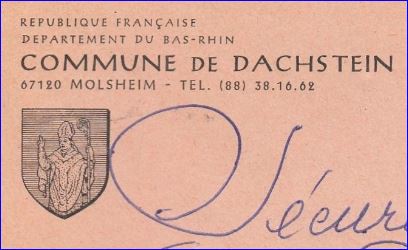 REPUBLIQUE FRANÇAISE
DEPARTEMENT DU BAS-RHIN
COMMUNE DE DACHSTEIN
67120 MOLSHEIM - TEL. (88) 38.16.62